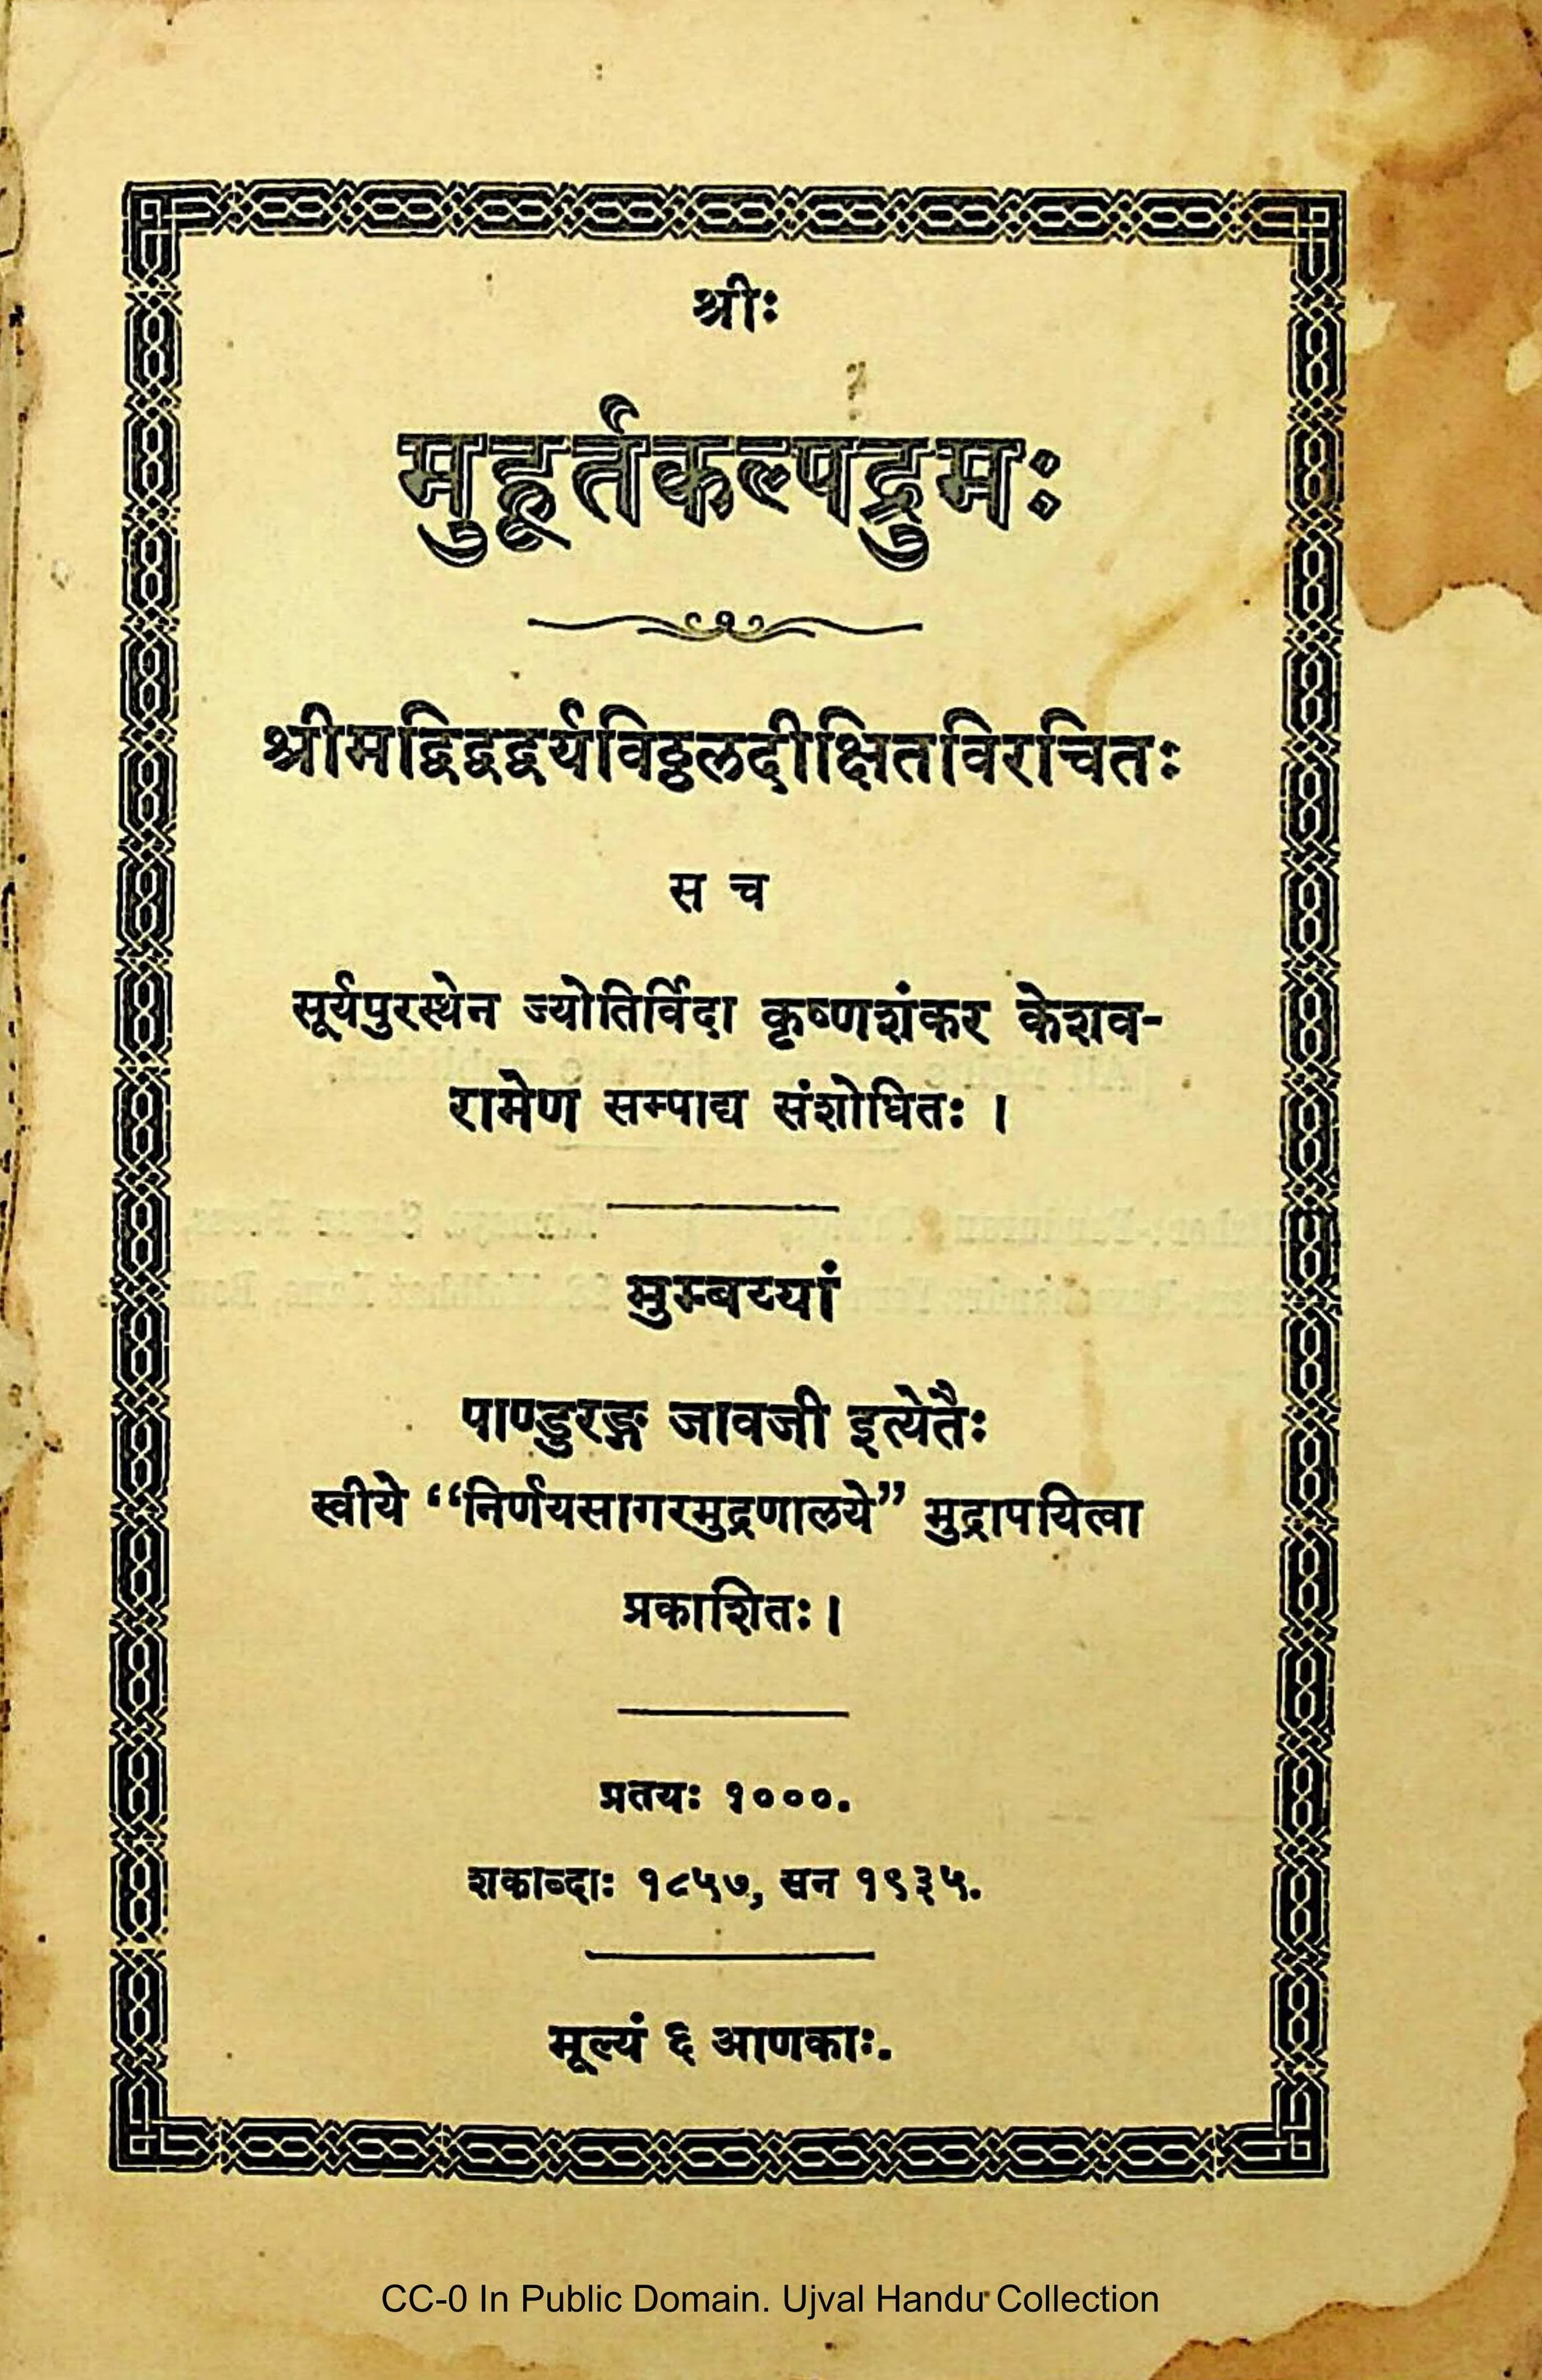 श्रीः
मुहूर्तकल्पद्रुमः
श्रीमद्विद्वद्वर्यविठ्ठलदीक्षितविरचितः
स च
सूर्यपुरस्थेन ज्योतिर्विदा कृष्णशंकर केशव-
रामेण सम्पाद्य संशोधितः ।
मुम्बय्यां
पाण्डुरङ्ग जावजी इत्येतैः
स्वीये “निर्णयसागरमुद्रणालये” मुद्रापयित्वा
प्रकाशितः।
प्रतयः १०००.
शकाब्दाः १८५७, सन १९३५.
मूल्यं ६ आणकाः.
CC-0 In Public Domain. Ujval Handu Collection